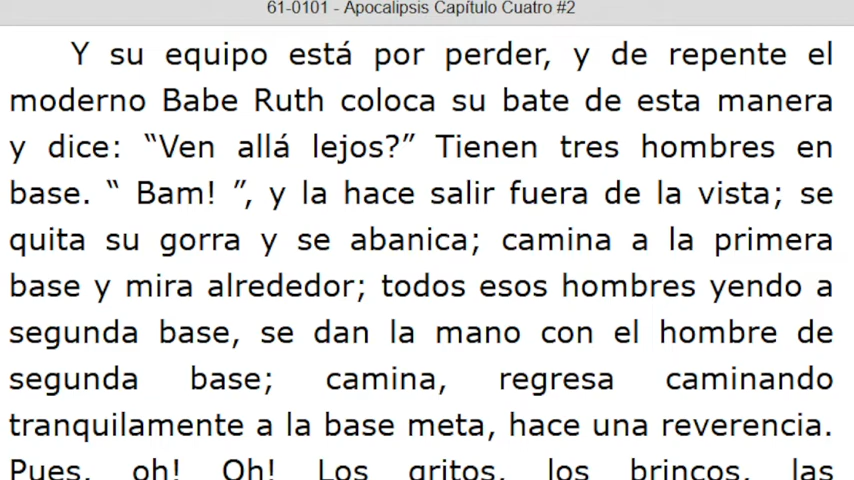 61-0101 - Apocalipsis Capítulo Cuatro #2
Y su equipo está por perder, y de repente el
moderno Babe Ruth coloca su bate de esta manera
y dice: “Ven allá lejos?” Tienen tres hombres en
base. “ Bam! ”, y la hace salir fuera de la vista; se
quita su gorra y se abanica; camina a la primera
base y mira alrededor; todos esos hombres yendo a
segunda base, se dan la mano con el hombre de
segunda base; camina, regresa caminando
tranquilamente a la base meta, hace una reverencia.
Pues, oh! Oh! Los gritos, los brincos, las